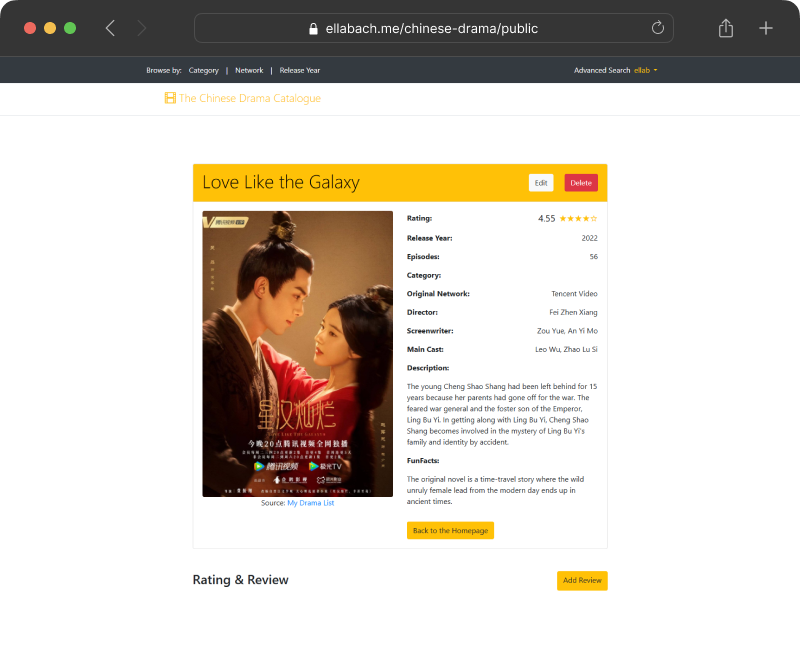 ellabach.me/chinese-drama/public
Browse by: Category | Network | Release Year
Advanced Search ellab
The Chinese Drama Catalogue
Love Like the Galaxy
Edit
Delete
腾讯视频
星汉灿烂
LOVE LIKE THE GALAXY
今晚20点腾讯视频全网独播
腾讯视频
极光TV
Source: My Drama List
Rating: 4.55
Release Year: 2022
Episodes: 56
Category:
Original Network: Tencent Video
Director: Fei Zhen Xiang
Screenwriter: Zou Yue, An Yi Mo
Main Cast: Leo Wu, Zhao Lu Si
Description:
The young Cheng Shao Shang had been left behind for 15
years because her parents had gone off for the war. The
feared war general and the foster son of the Emperor,
Ling Bu Yi. In getting along with Ling Bu Yi, Cheng Shao
Shang becomes involved in the mystery of Ling Bu Yi's
family and identity by accident.
FunFacts:
The original novel is a time-travel story where the wild
unruly female lead from the modern day ends up in
ancient times.
Back to the Homepage
Rating & Review
Add Review